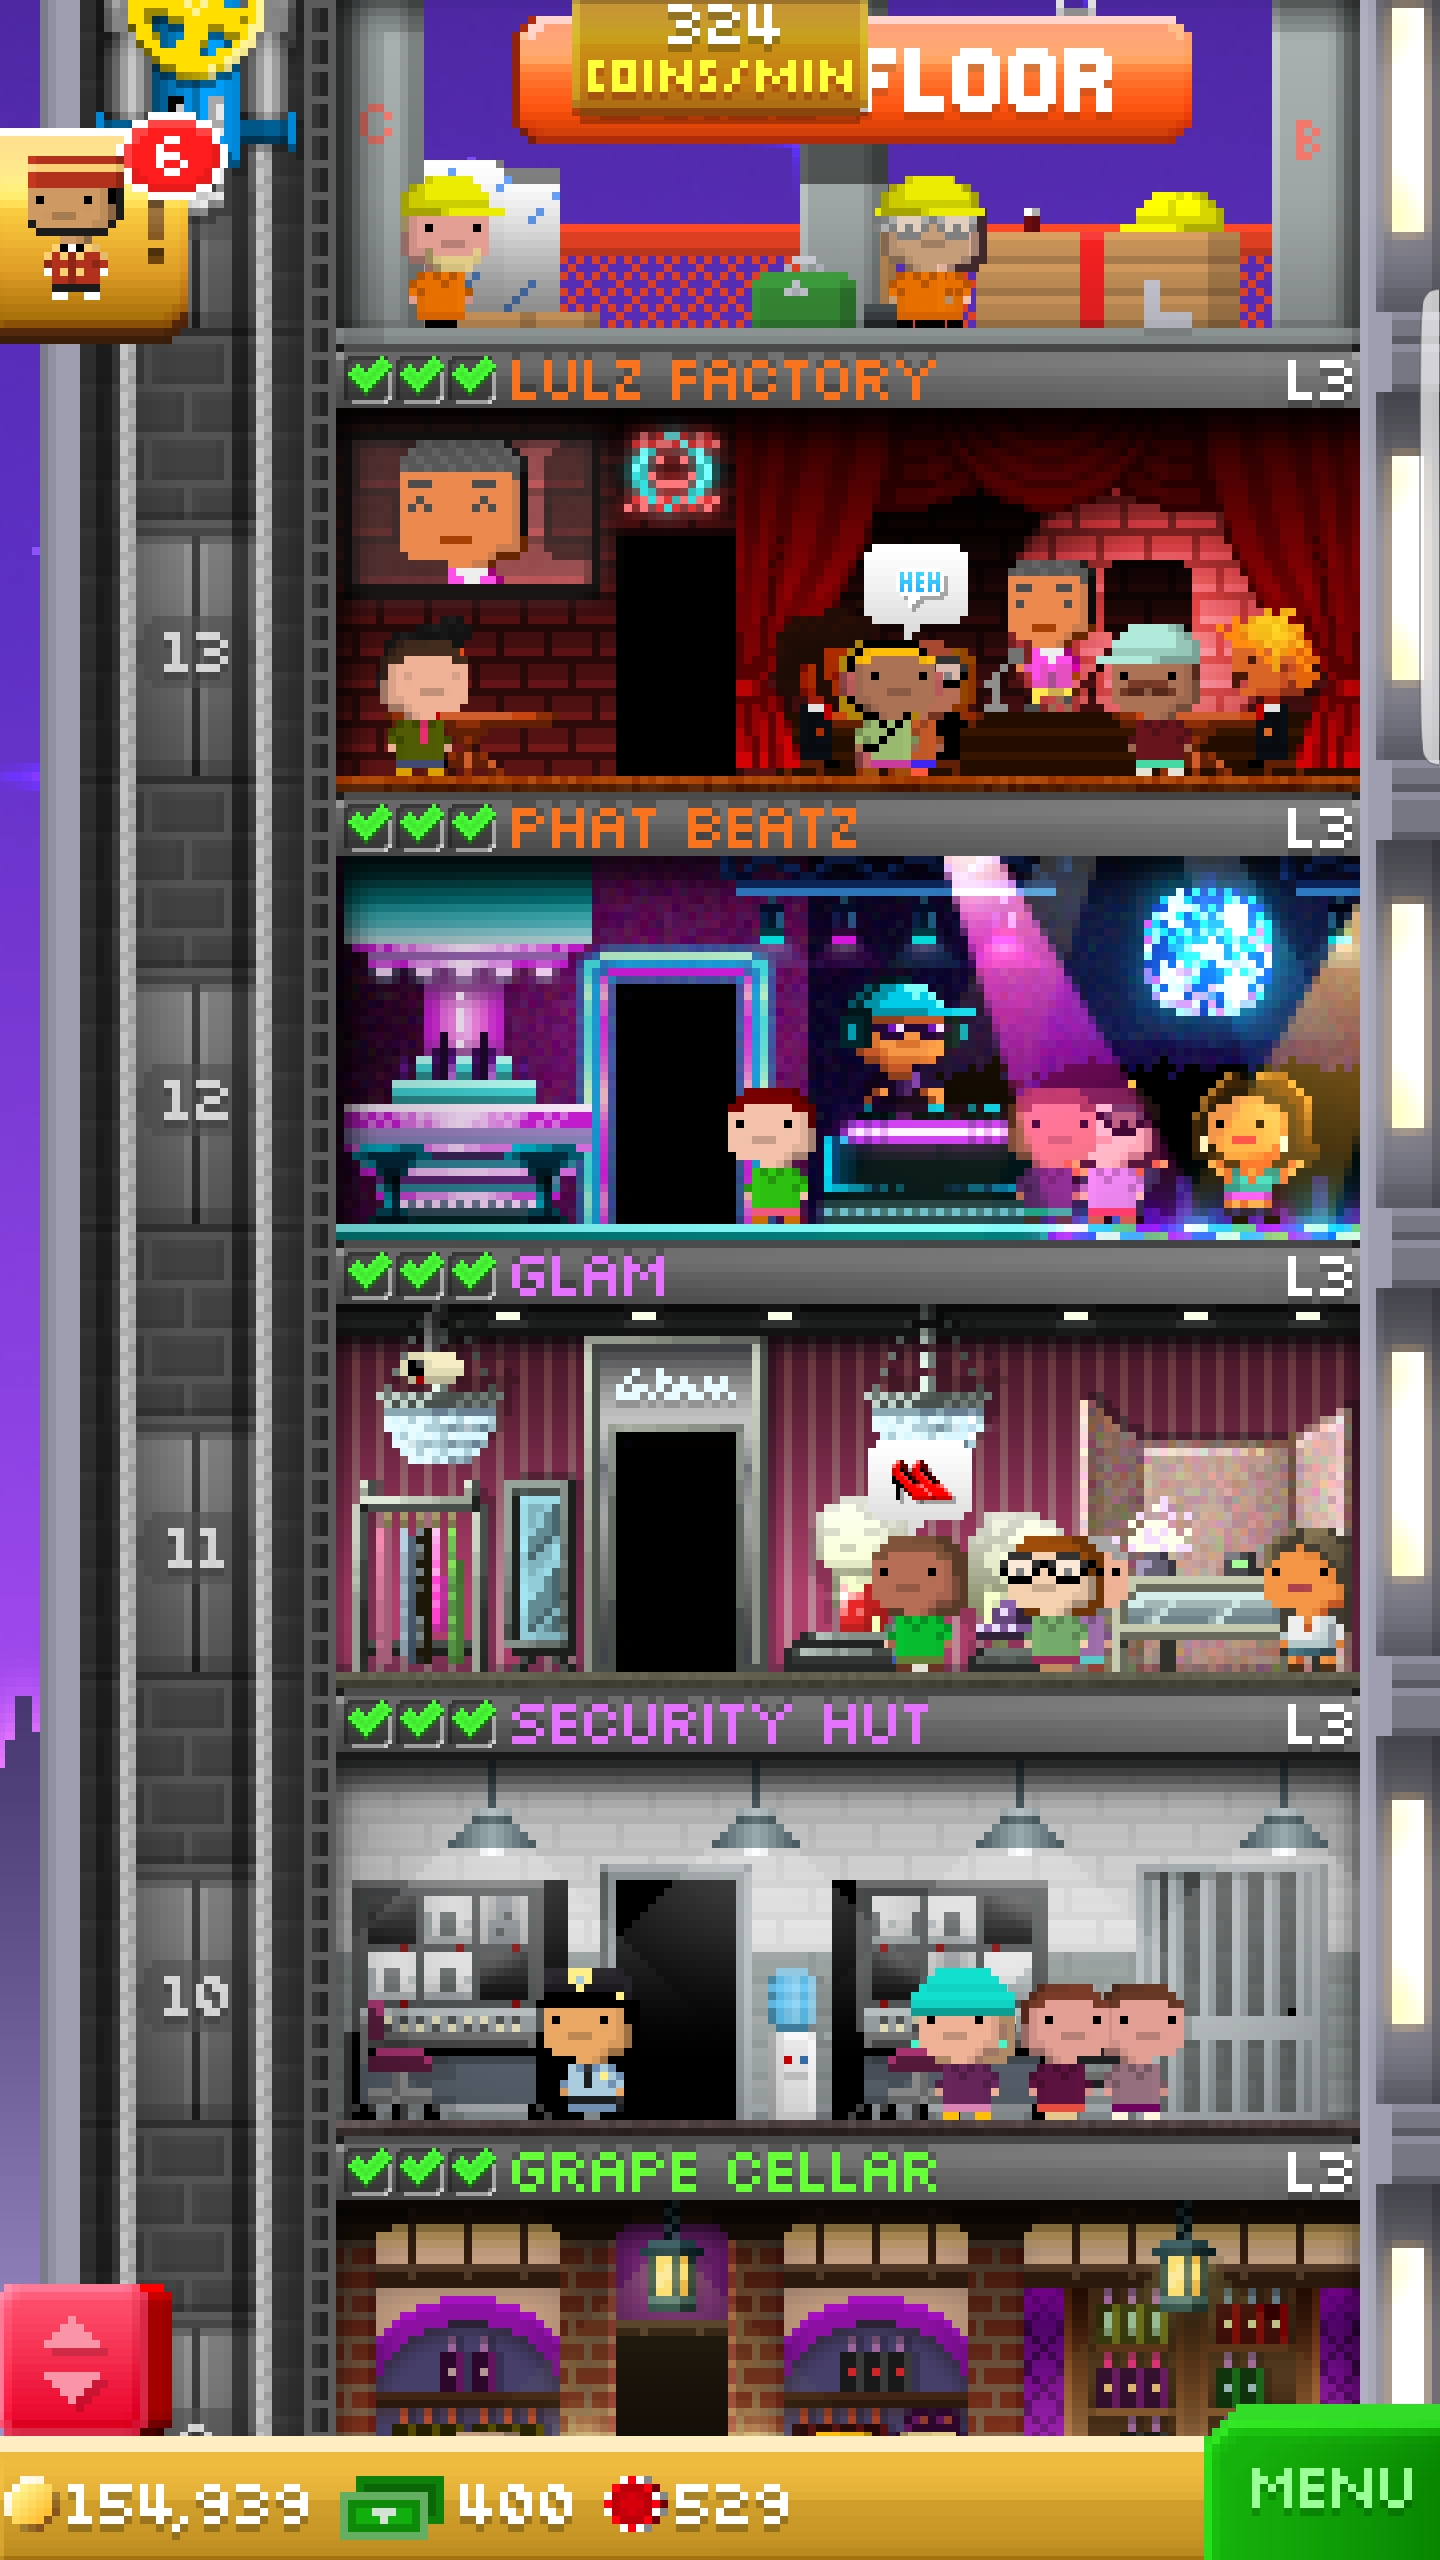 324
COINS/MIN
FLOOR
C
B
6
!
LULZ FACTORY
L3
HEH
13
PHAT BEATZ
L3
12
GLAM
L3
Glam
11
SECURITY HUT
L3
10
GRAPE CELLAR
L3
154,939
400
529
MENU